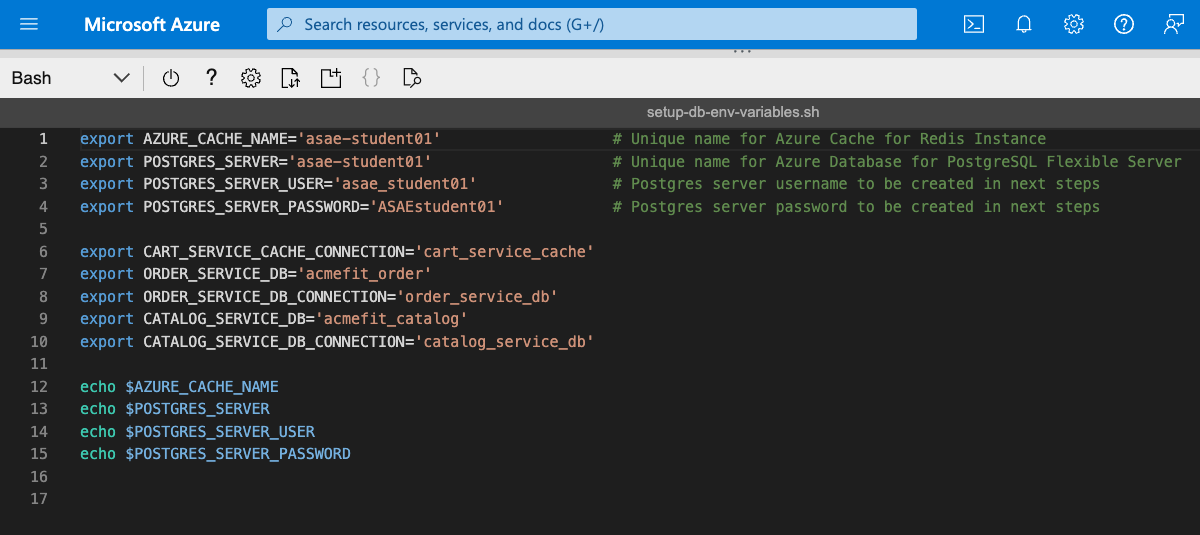 Microsoft Azure
Search resources, services, and docs (G+/)
Bash
setup-db-env-variables.sh
1 export AZURE_CACHE_NAME='asae-student01' # Unique name for Azure Cache for Redis Instance
2 export POSTGRES_SERVER='asae-student01' # Unique name for Azure Database for PostgreSQL Flexible Server
3 export POSTGRES_SERVER_USER='asae_student01' # Postgres server username to be created in next steps
4 export POSTGRES_SERVER_PASSWORD='ASAEstudent01' # Postgres server password to be created in next steps
5
6 export CART_SERVICE_CACHE_CONNECTION='cart_service_cache'
7 export ORDER_SERVICE_DB='acmefit_order'
8 export ORDER_SERVICE_DB_CONNECTION='order_service_db'
9 export CATALOG_SERVICE_DB='acmefit_catalog'
10 export CATALOG_SERVICE_DB_CONNECTION='catalog_service_db'
11
12 echo $AZURE_CACHE_NAME
13 echo $POSTGRES_SERVER
14 echo $POSTGRES_SERVER_USER
15 echo $POSTGRES_SERVER_PASSWORD
16
17